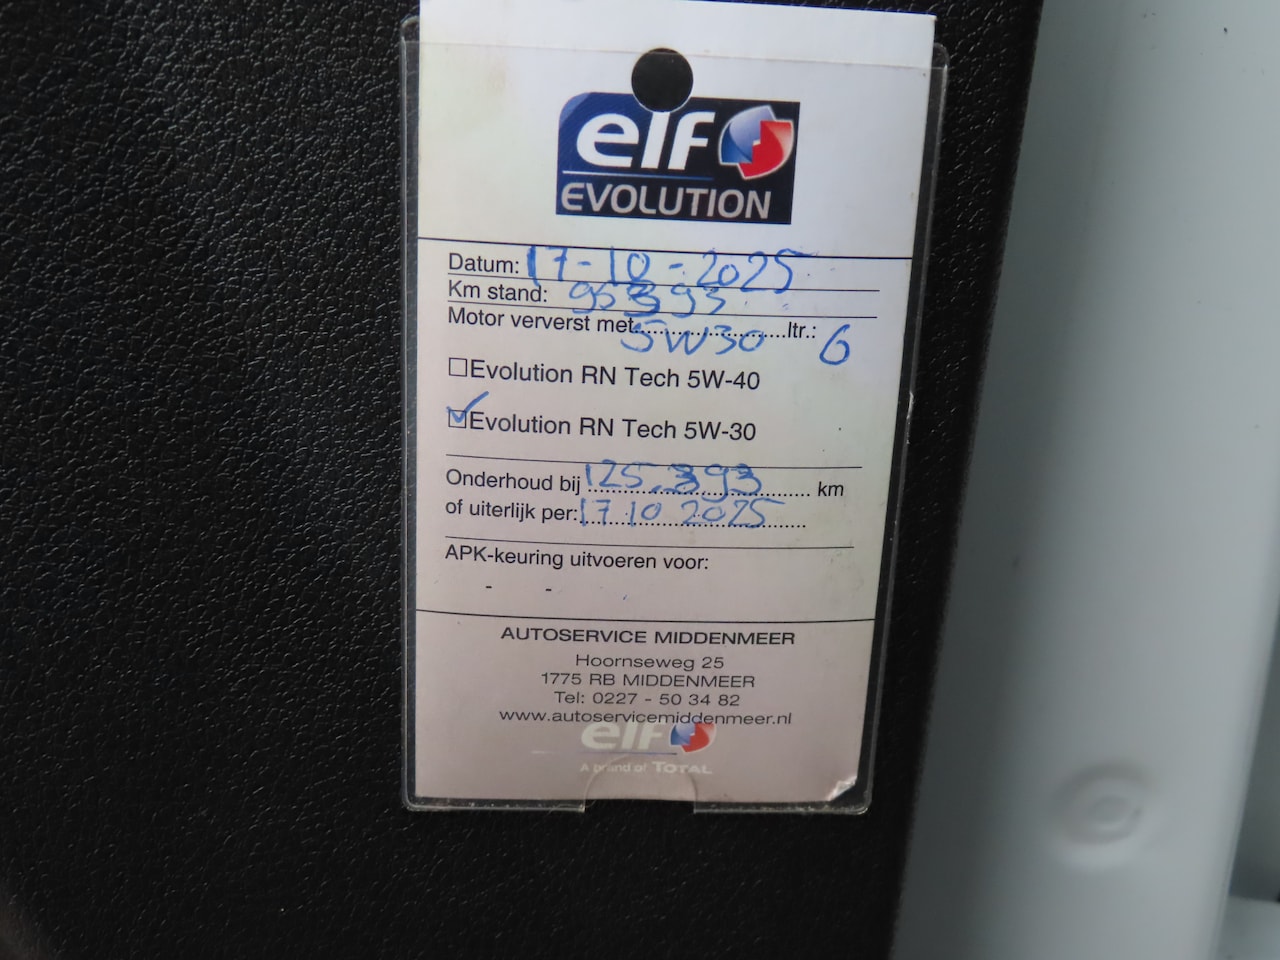 elf
EVOLUTION
Datum: 17-10-2025
Km stand: 95393
Motor ververst met 5W30 ltr.: 6
☐ Evolution RN Tech 5W-40
☑ Evolution RN Tech 5W-30
Onderhoud bij 125.393 km
of uiterlijk per: 17 10 2025
APK-keuring uitvoeren voor:
- -
AUTOSERVICE MIDDENMEER
Hoornseweg 25
1775 RB MIDDENMEER
Tel: 0227 - 50 34 82
www.autoservicemiddenmeer.nl
elf
A brand of TOTAL